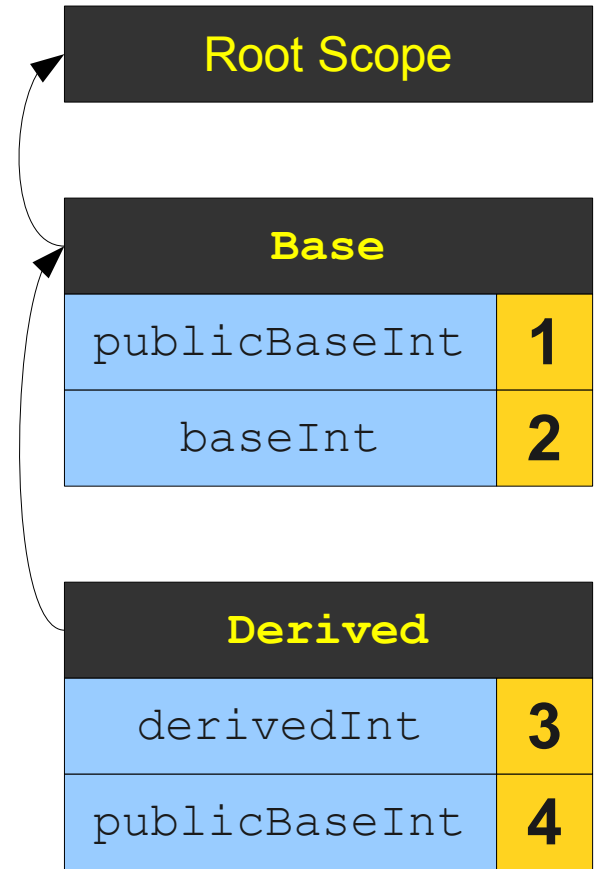 Root Scope
Base
publicBaseInt 1
baseInt 2
Derived
derivedInt 3
publicBaseInt 4